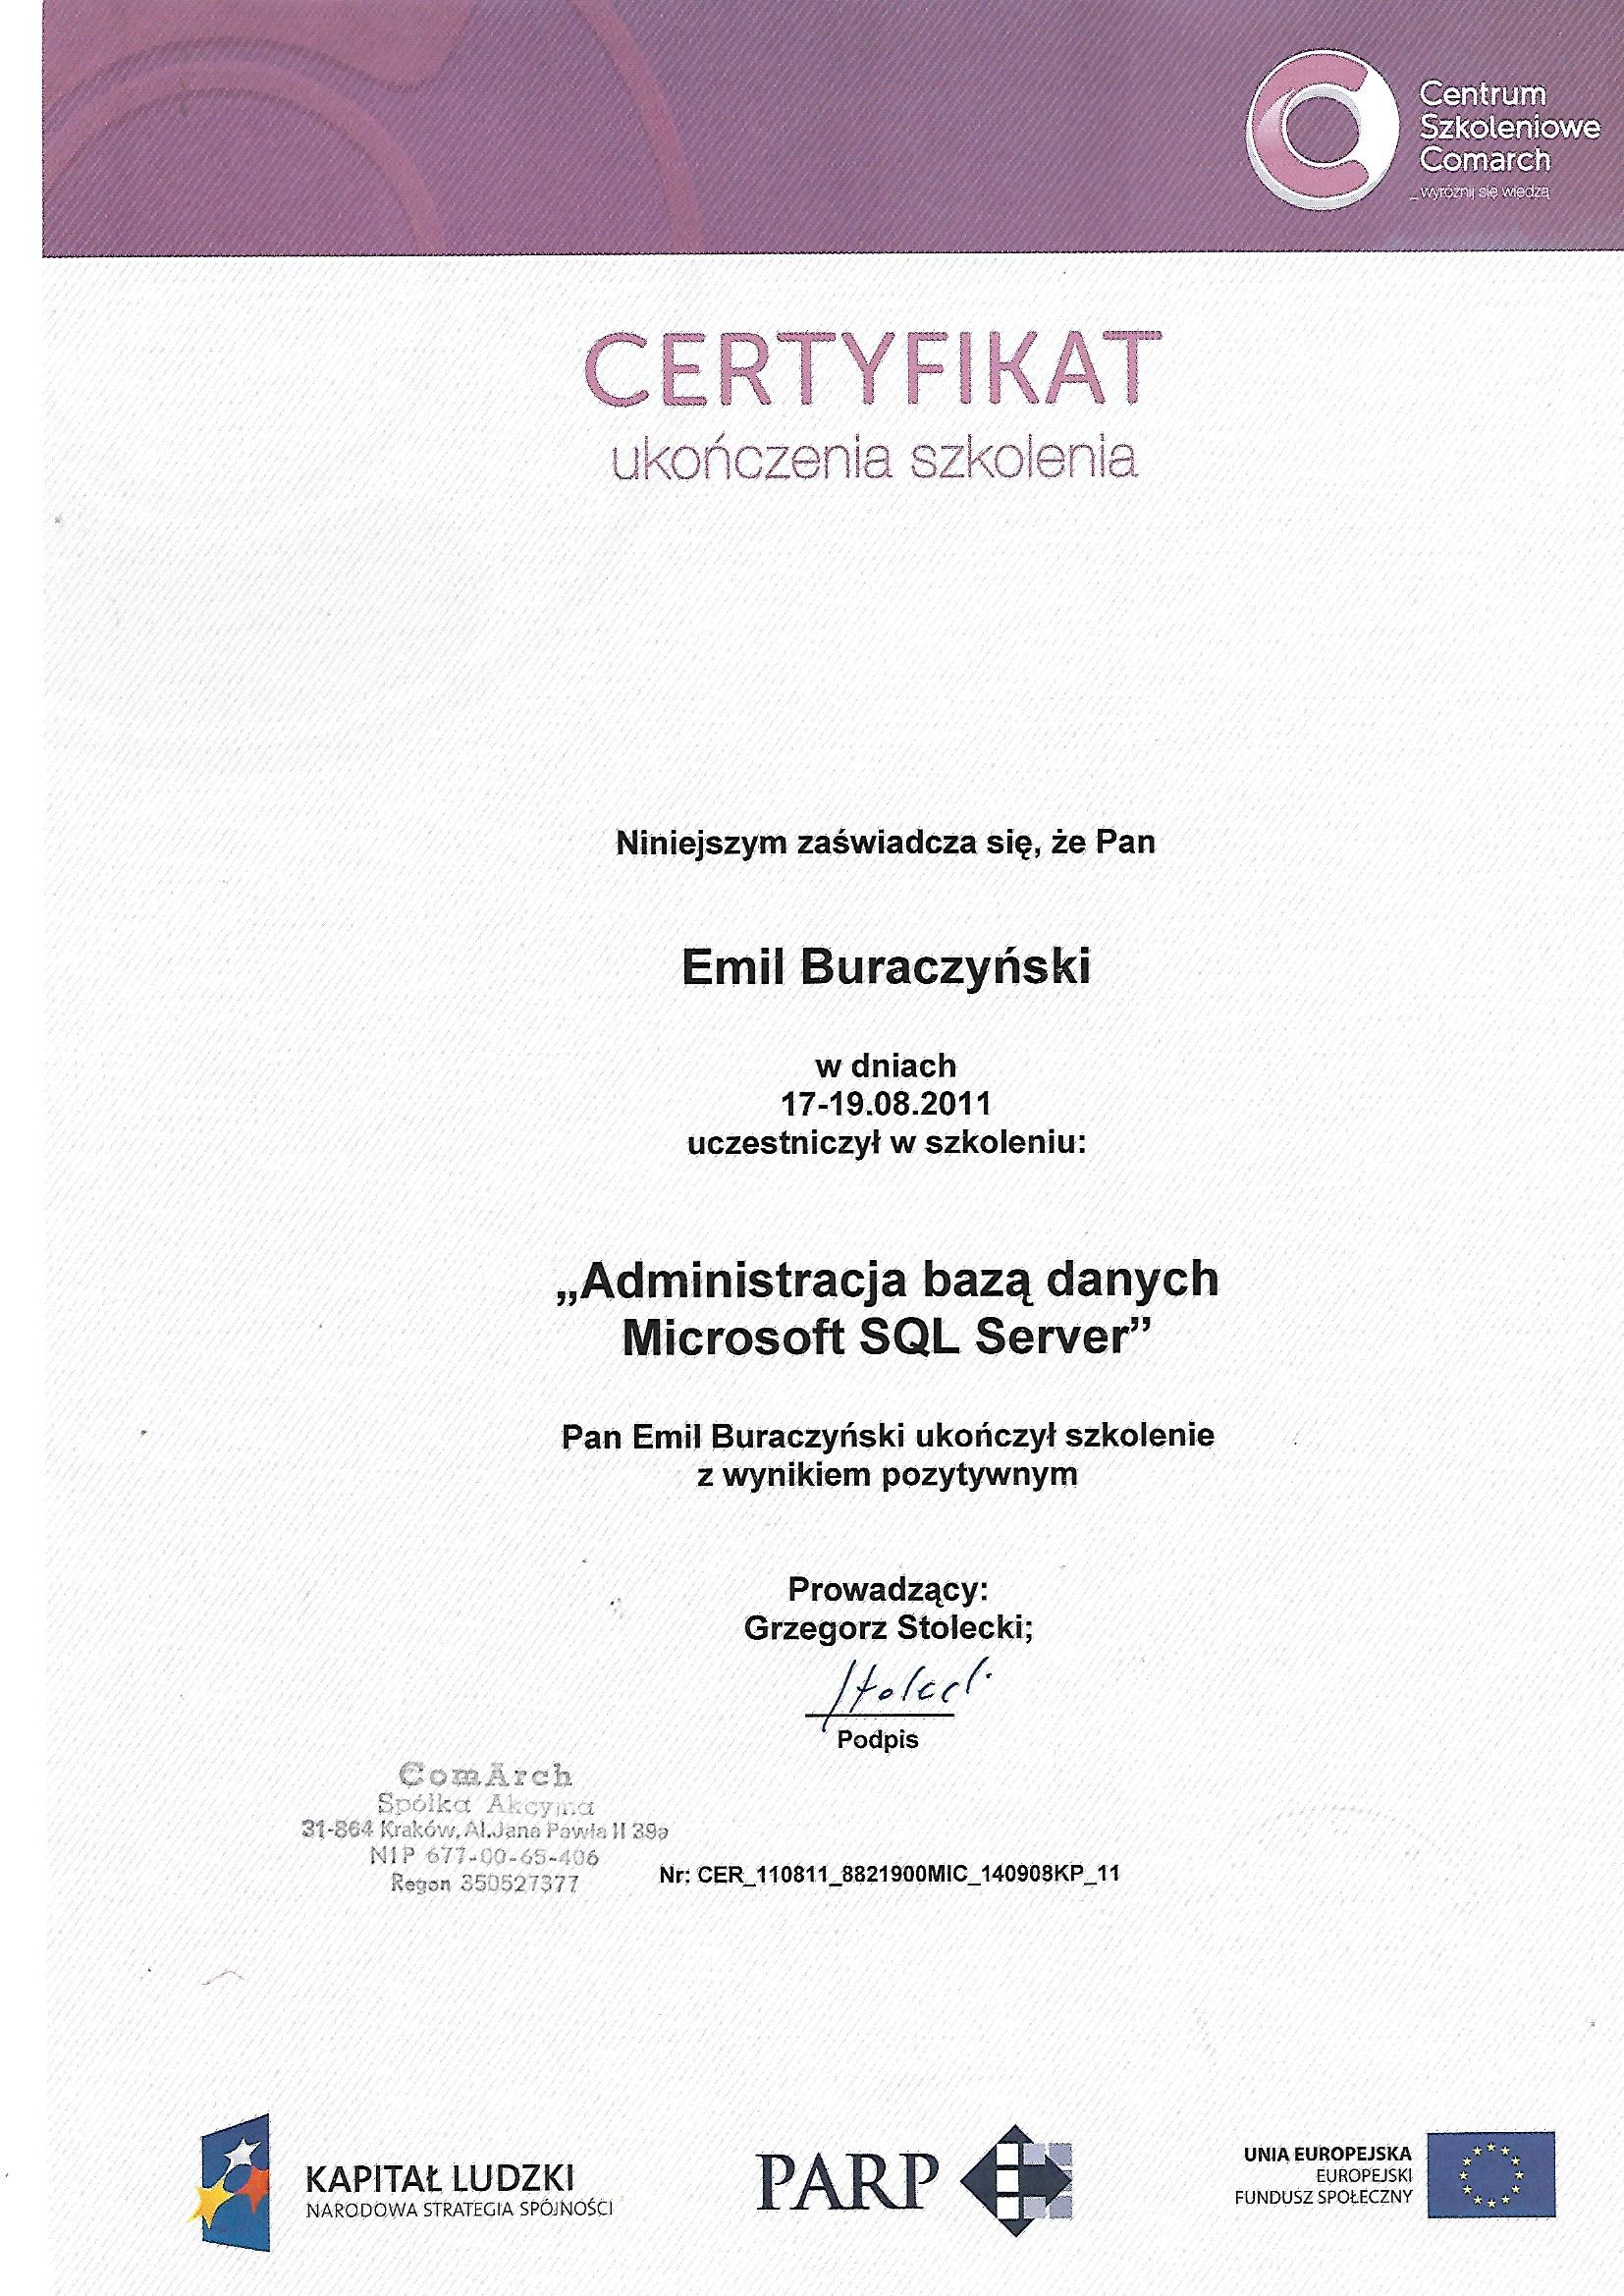 Centrum
Szkoleniowe
Comarch
_wyróżnij się wiedzą
CERTYFIKAT
ukończenia szkolenia
Niniejszym zaświadcza się, że Pan
Emil Buraczyński
w dniach
17-19.08.2011
uczestniczył w szkoleniu:
„Administracja bazą danych
Microsoft SQL Server”
Pan Emil Buraczyński ukończył szkolenie
z wynikiem pozytywnym
Prowadzący:
Grzegorz Stolecki;
Podpis
ComArch
Spółka Akcyjna
31-864 Kraków, Al.Jana Pawła II 39a
NIP 677-00-65-406
Regon 350527377
Nr: CER_110811_8821900MIC_140908KP_11
KAPITAŁ LUDZKI
NARODOWA STRATEGIA SPÓJNOŚCI
PARP
UNIA EUROPEJSKA
EUROPEJSKI
FUNDUSZ SPOŁECZNY